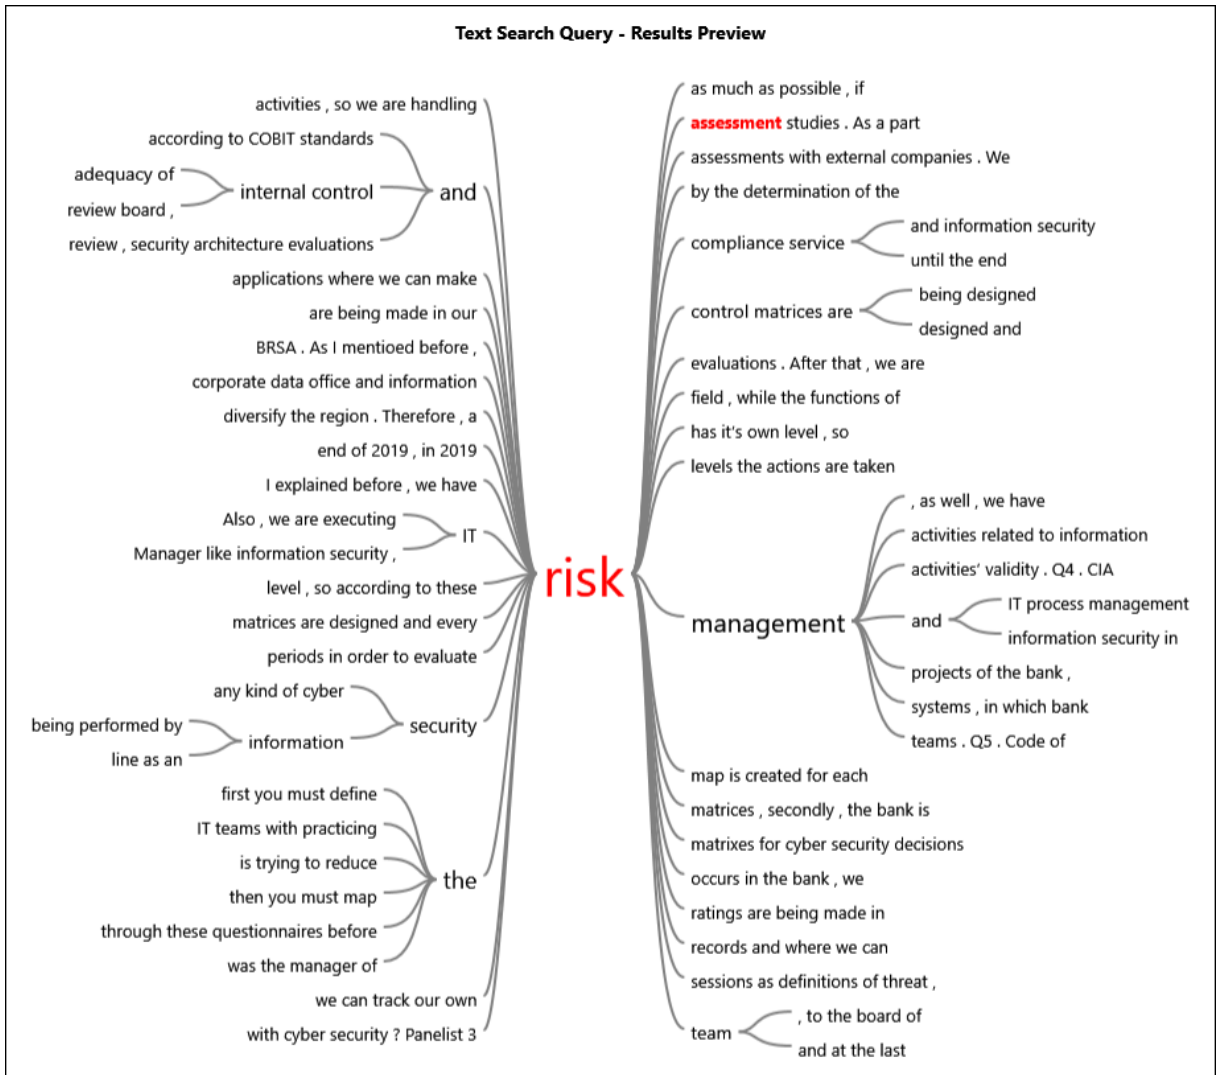 Text Search Query - Results Preview
activities , so we are handling
according to COBIT standards
adequacy of
review board ,
internal control
review , security architecture evaluations
and
applications where we can make
are being made in our
BRSA . As I mentioed before ,
corporate data office and information
diversify the region . Therefore , a
end of 2019 , in 2019
I explained before , we have
Also , we are executing
Manager like information security ,
IT
level , so according to these
matrices are designed and every
periods in order to evaluate
any kind of cyber
being performed by
line as an
information
security
first you must define
IT teams with practicing
is trying to reduce
then you must map
through these questionnaires before
was the manager of
the
we can track our own
with cyber security ? Panelist 3
risk
as much as possible , if
assessment studies . As a part
assessments with external companies . We
by the determination of the
compliance service
and information security
until the end
control matrices are
being designed
designed and
evaluations . After that , we are
field , while the functions of
has it's own level , so
levels the actions are taken
management
, as well , we have
activities related to information
activities' validity . Q4 . CIA
and
IT process management
information security in
projects of the bank ,
systems , in which bank
teams . Q5 . Code of
map is created for each
matrices , secondly , the bank is
matrixes for cyber security decisions
occurs in the bank , we
ratings are being made in
records and where we can
sessions as definitions of threat ,
team
, to the board of
and at the last